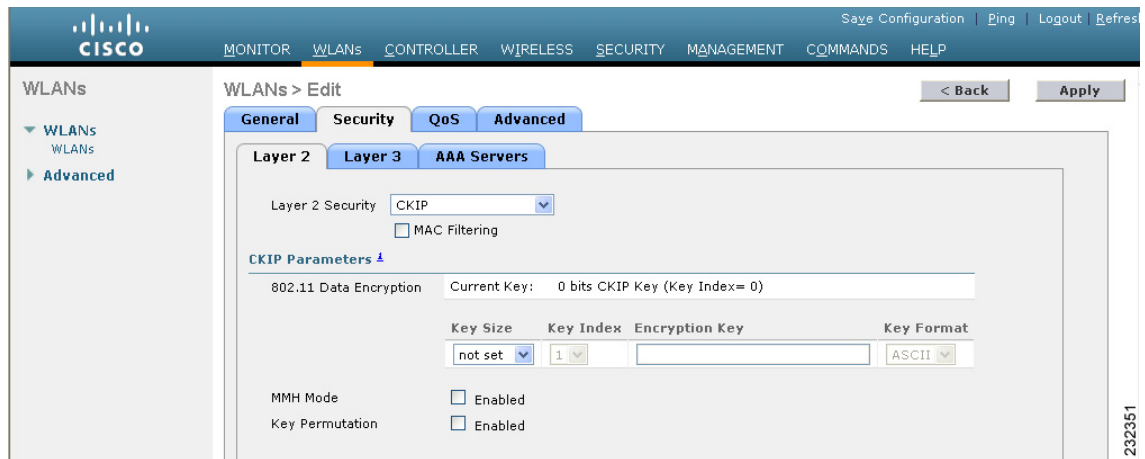 Save Configuration | Ping | Logout | Refresh
CISCO
MONITOR WLANs CONTROLLER WIRELESS SECURITY MANAGEMENT COMMANDS HELP
WLANs
WLANs
WLANs
Advanced
WLANs > Edit
< Back Apply
General Security QoS Advanced
Layer 2 Layer 3 AAA Servers
Layer 2 Security CKIP
MAC Filtering
CKIP Parameters 1
802.11 Data Encryption Current Key: 0 bits CKIP Key (Key Index= 0)
Key Size Key Index Encryption Key Key Format
not set 1 ASCII
MMH Mode Enabled
Key Permutation Enabled
232351